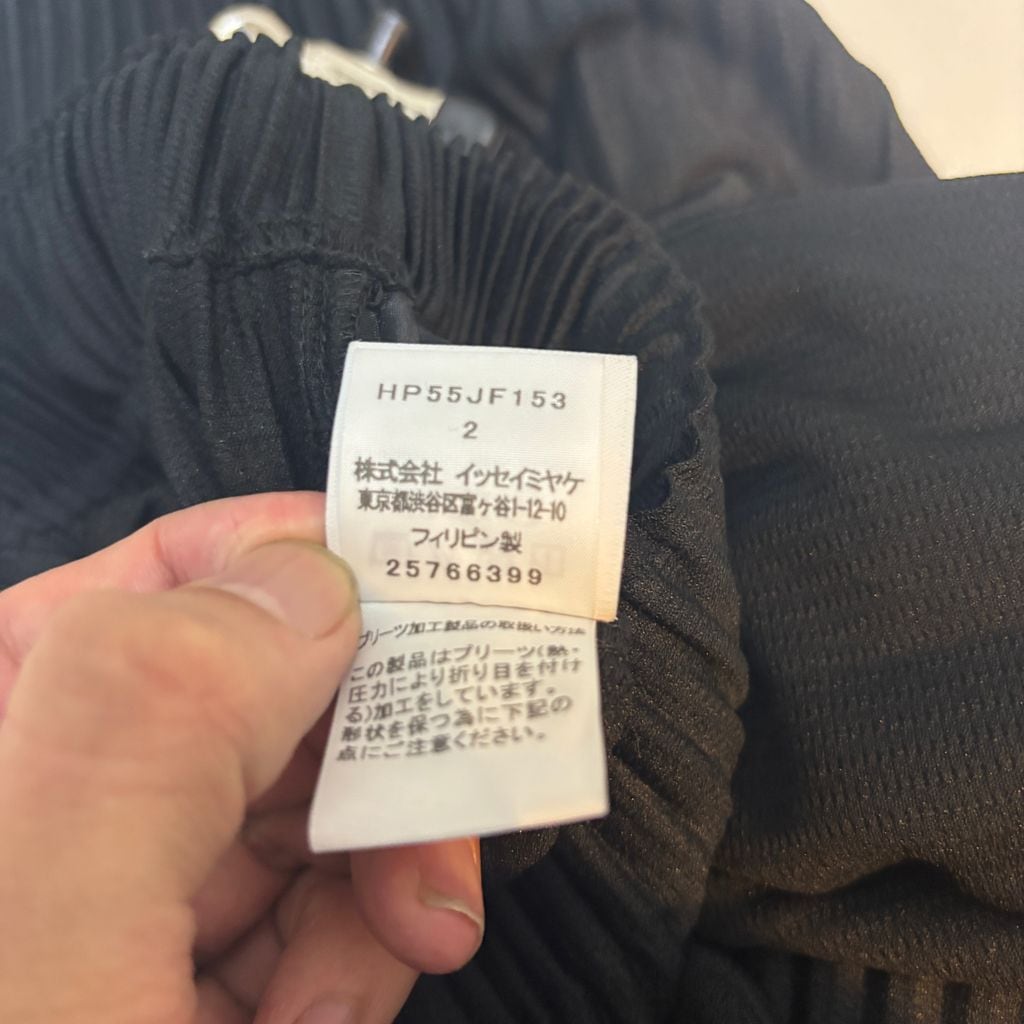 HP55JF153
2
株式会社 イッセイミヤケ
東京都渋谷区富ヶ谷1-12-10
フィリピン製
25766399
プリーツ加工製品の取扱い方法
この製品はプリーツ(熱・
圧力により折り目を付け
る)加工をしています。
形状を保つ為に下記の
点にご注意ください。